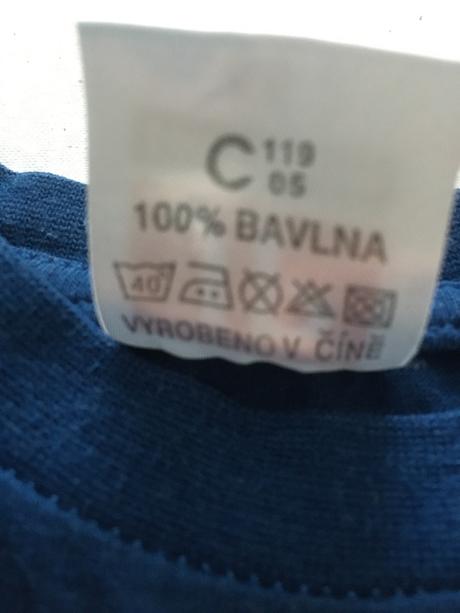 C 119
05
100% BAVLNA
40°
VYROBENO V ČÍNĚ